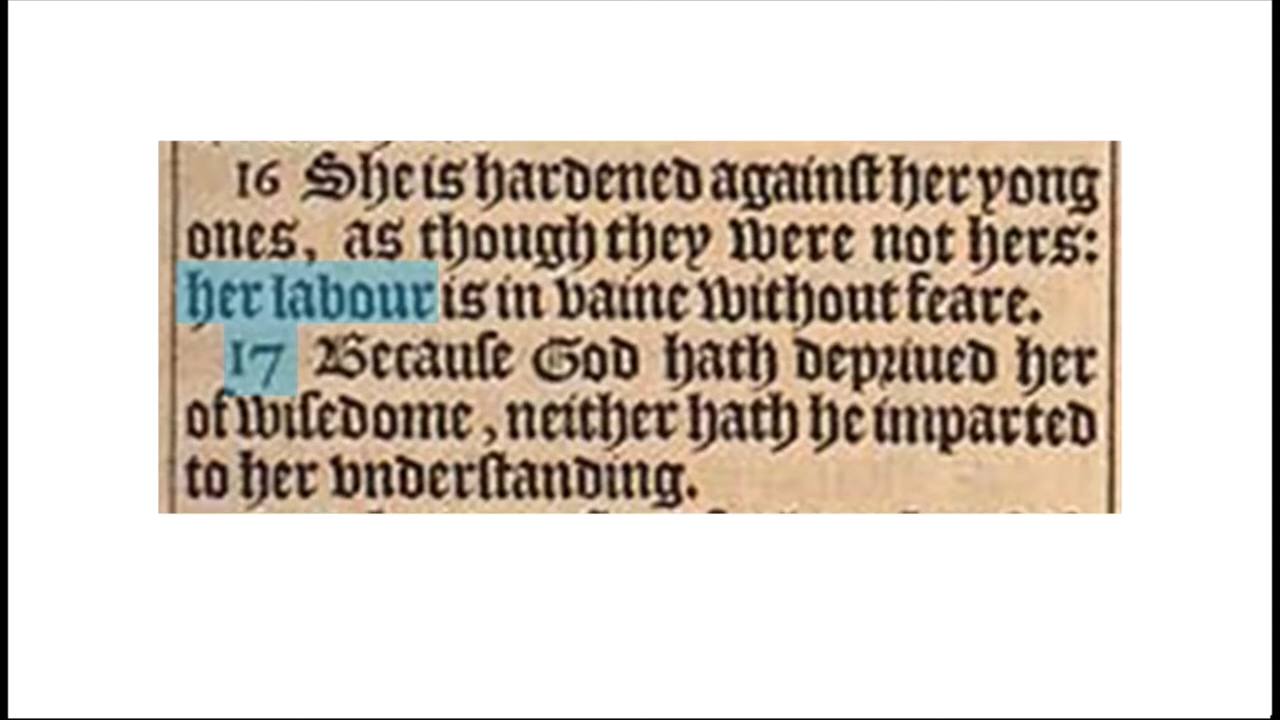 16 She is hardened againſt her yong
ones, as though they were not hers:
her labour is in vaine without feare.
17 Becauſe God hath depriued her
of wiſedome, neither hath he imparted
to her vnderſtanding.